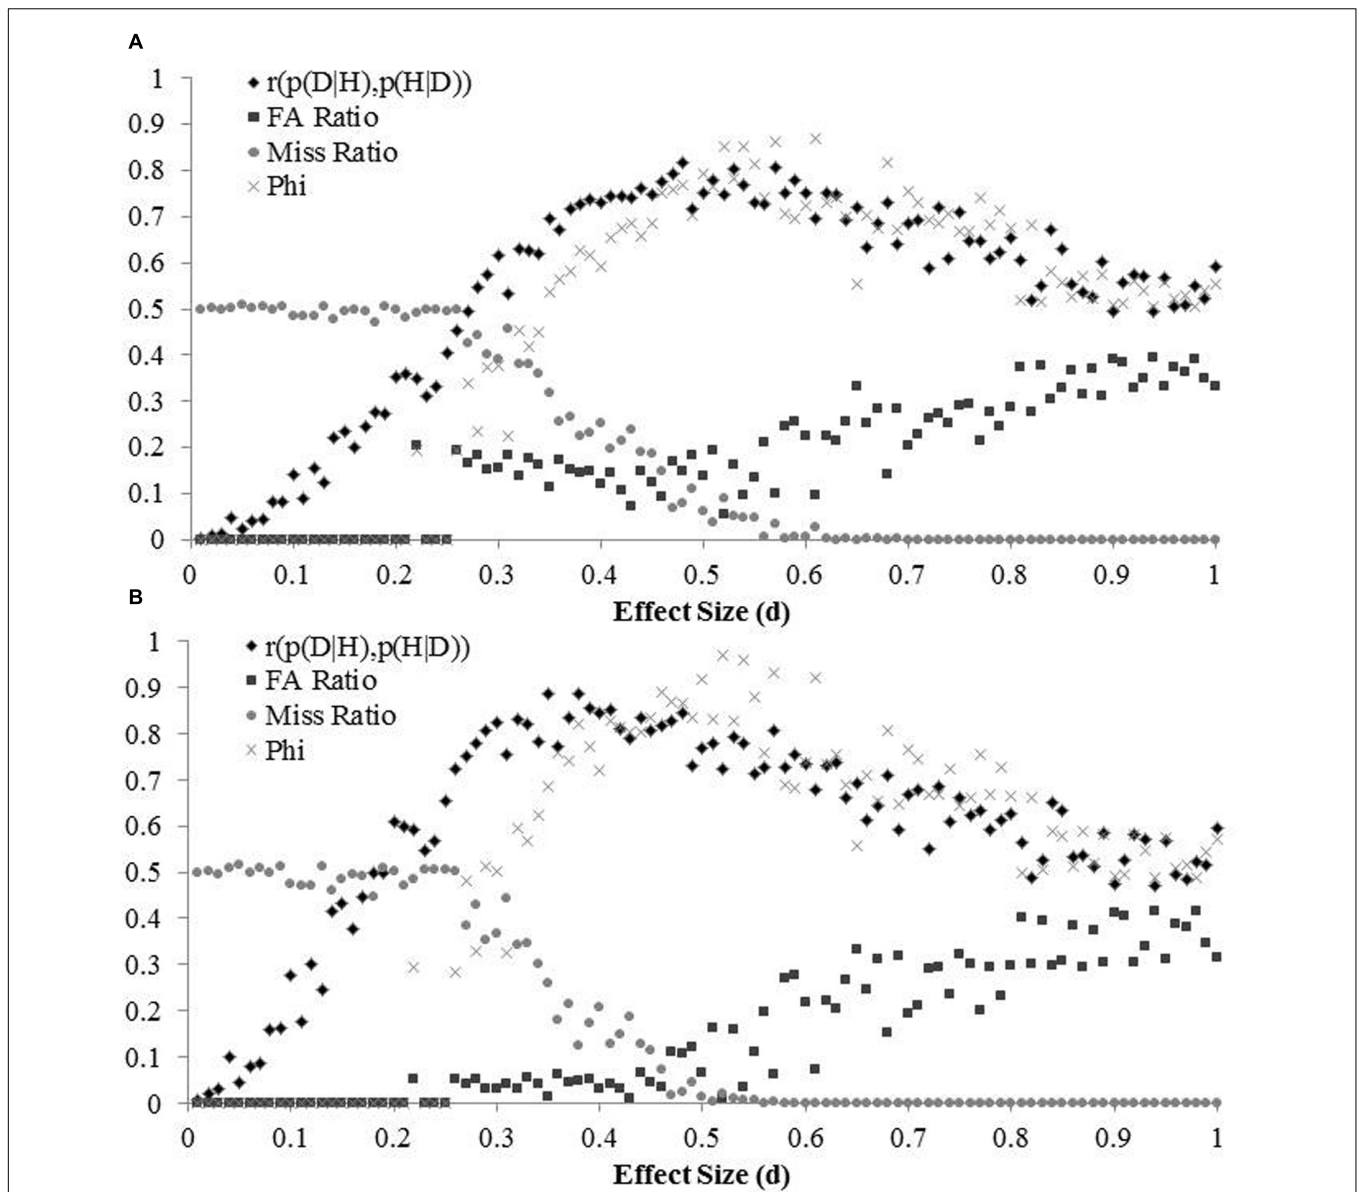 A
1
0.9
0.8
0.7
0.6
0.5
0.4
0.3
0.2
0.1
0
r(p(D|H),p(H|D))
FA Ratio
Miss Ratio
Phi
0 0.1 0.2 0.3 0.4 0.5 0.6 0.7 0.8 0.9 1
Effect Size (d)
B
1
0.9
0.8
0.7
0.6
0.5
0.4
0.3
0.2
0.1
0
r(p(D|H),p(H|D))
FA Ratio
Miss Ratio
Phi
0 0.1 0.2 0.3 0.4 0.5 0.6 0.7 0.8 0.9 1
Effect Size (d)